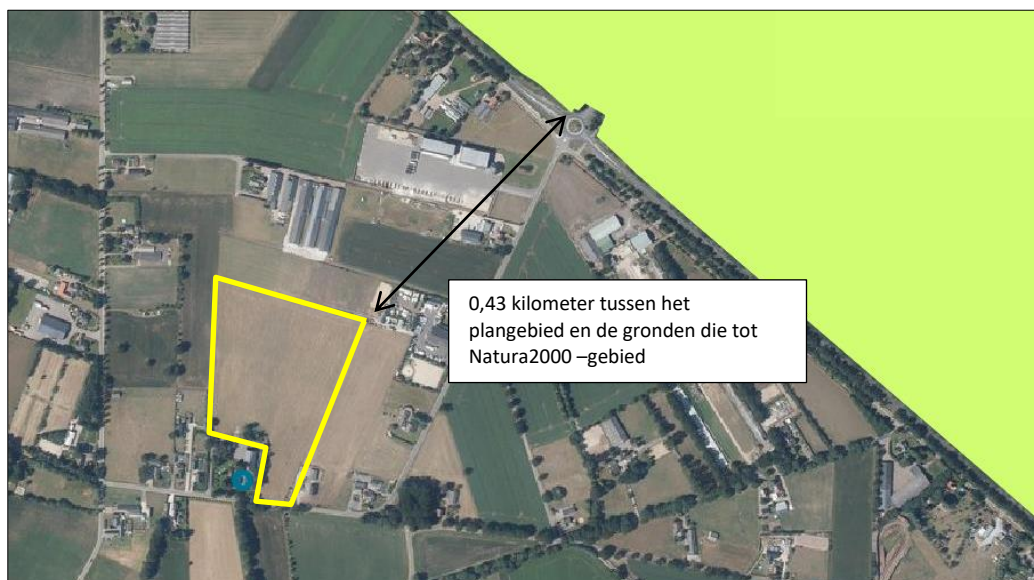 0,43 kilometer tussen het
plangebied en de gronden die tot
Natura2000 –gebied